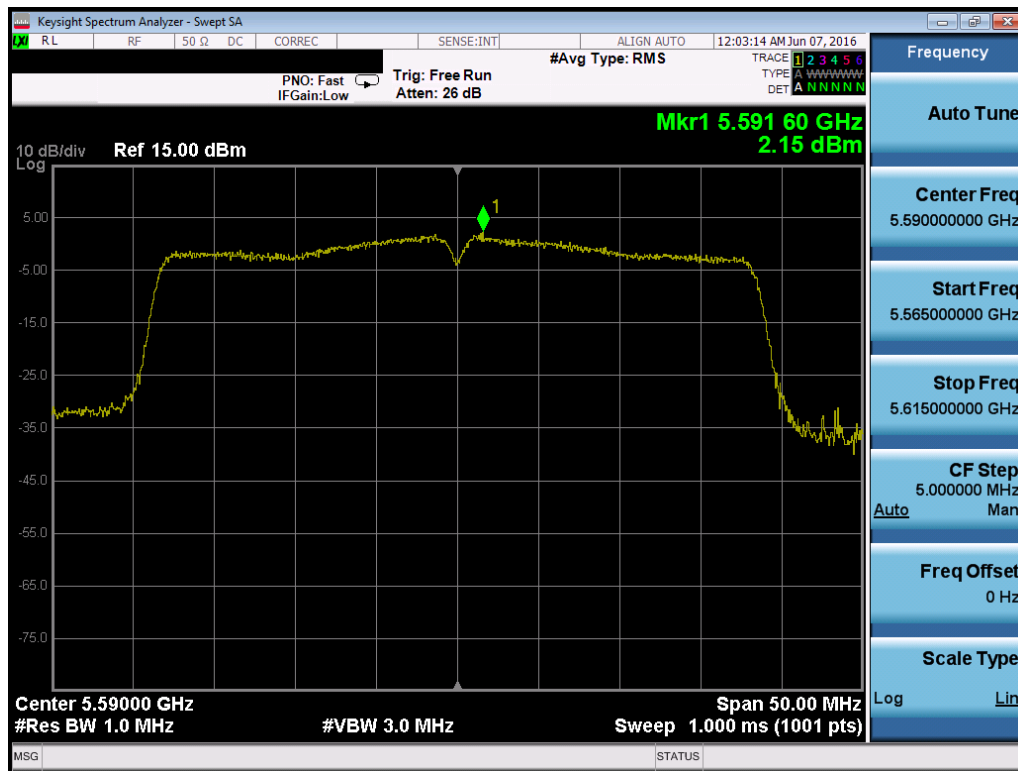 Keysight Spectrum Analyzer - Swept SA
LXI RL RF 50 Ω DC CORREC SENSE:INT ALIGN AUTO 12:03:14 AM Jun 07, 2016
#Avg Type: RMS
TRACE 1 2 3 4 5 6
PNO: Fast Trig: Free Run
TYPE A WWWWW
IFGain:Low Atten: 26 dB
DET A N N N N N
Mkr1 5.591 60 GHz
2.15 dBm
10 dB/div Ref 15.00 dBm
Log
1
5.00
-5.00
-15.0
-25.0
-35.0
-45.0
-55.0
-65.0
-75.0
Center 5.59000 GHz
Span 50.00 MHz
#Res BW 1.0 MHz #VBW 3.0 MHz Sweep 1.000 ms (1001 pts)
MSG STATUS
Frequency
Auto Tune
Center Freq
5.590000000 GHz
Start Freq
5.565000000 GHz
Stop Freq
5.615000000 GHz
CF Step
5.000000 MHz
Auto Man
Freq Offset
0 Hz
Scale Type
Log Lin